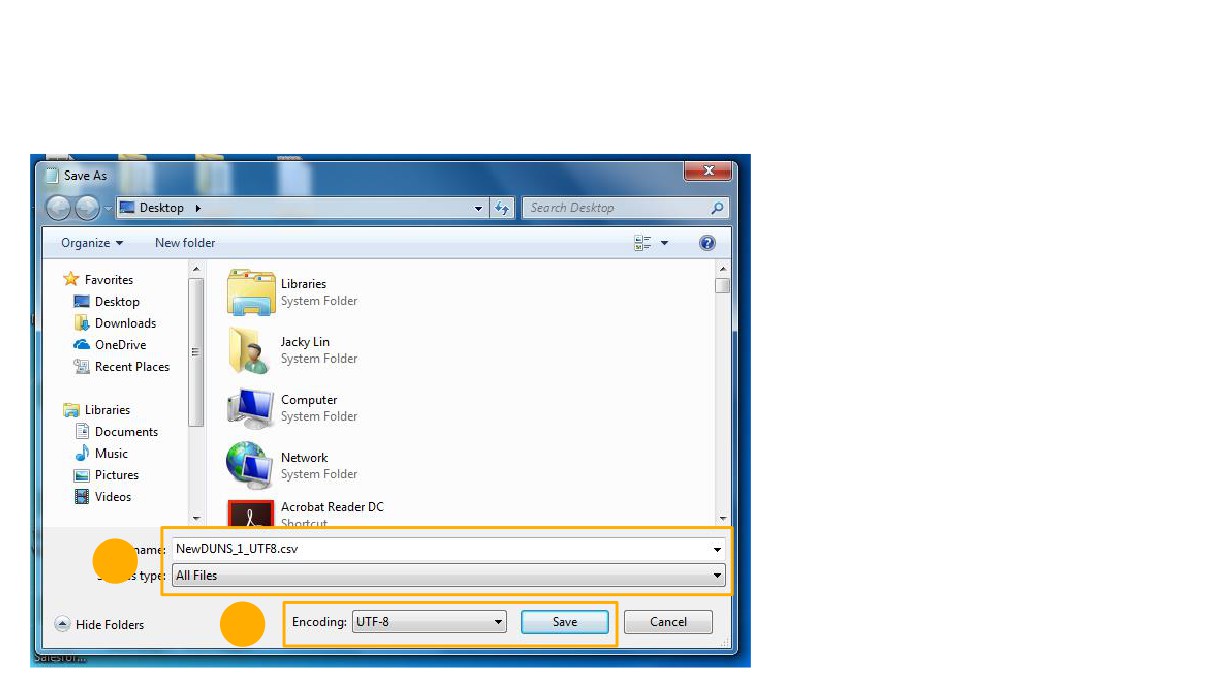 Save As
Desktop
Search Desktop
Organize
New folder
Favorites
Desktop
Downloads
OneDrive
Recent Places
Libraries
Documents
Music
Pictures
Videos
Libraries
System Folder
Jacky Lin
System Folder
Computer
System Folder
Network
System Folder
Acrobat Reader DC
Shortcut
name: NewDUNS_1_UTF8.csv
type: All Files
Hide Folders
Encoding: UTF-8
Save
Cancel